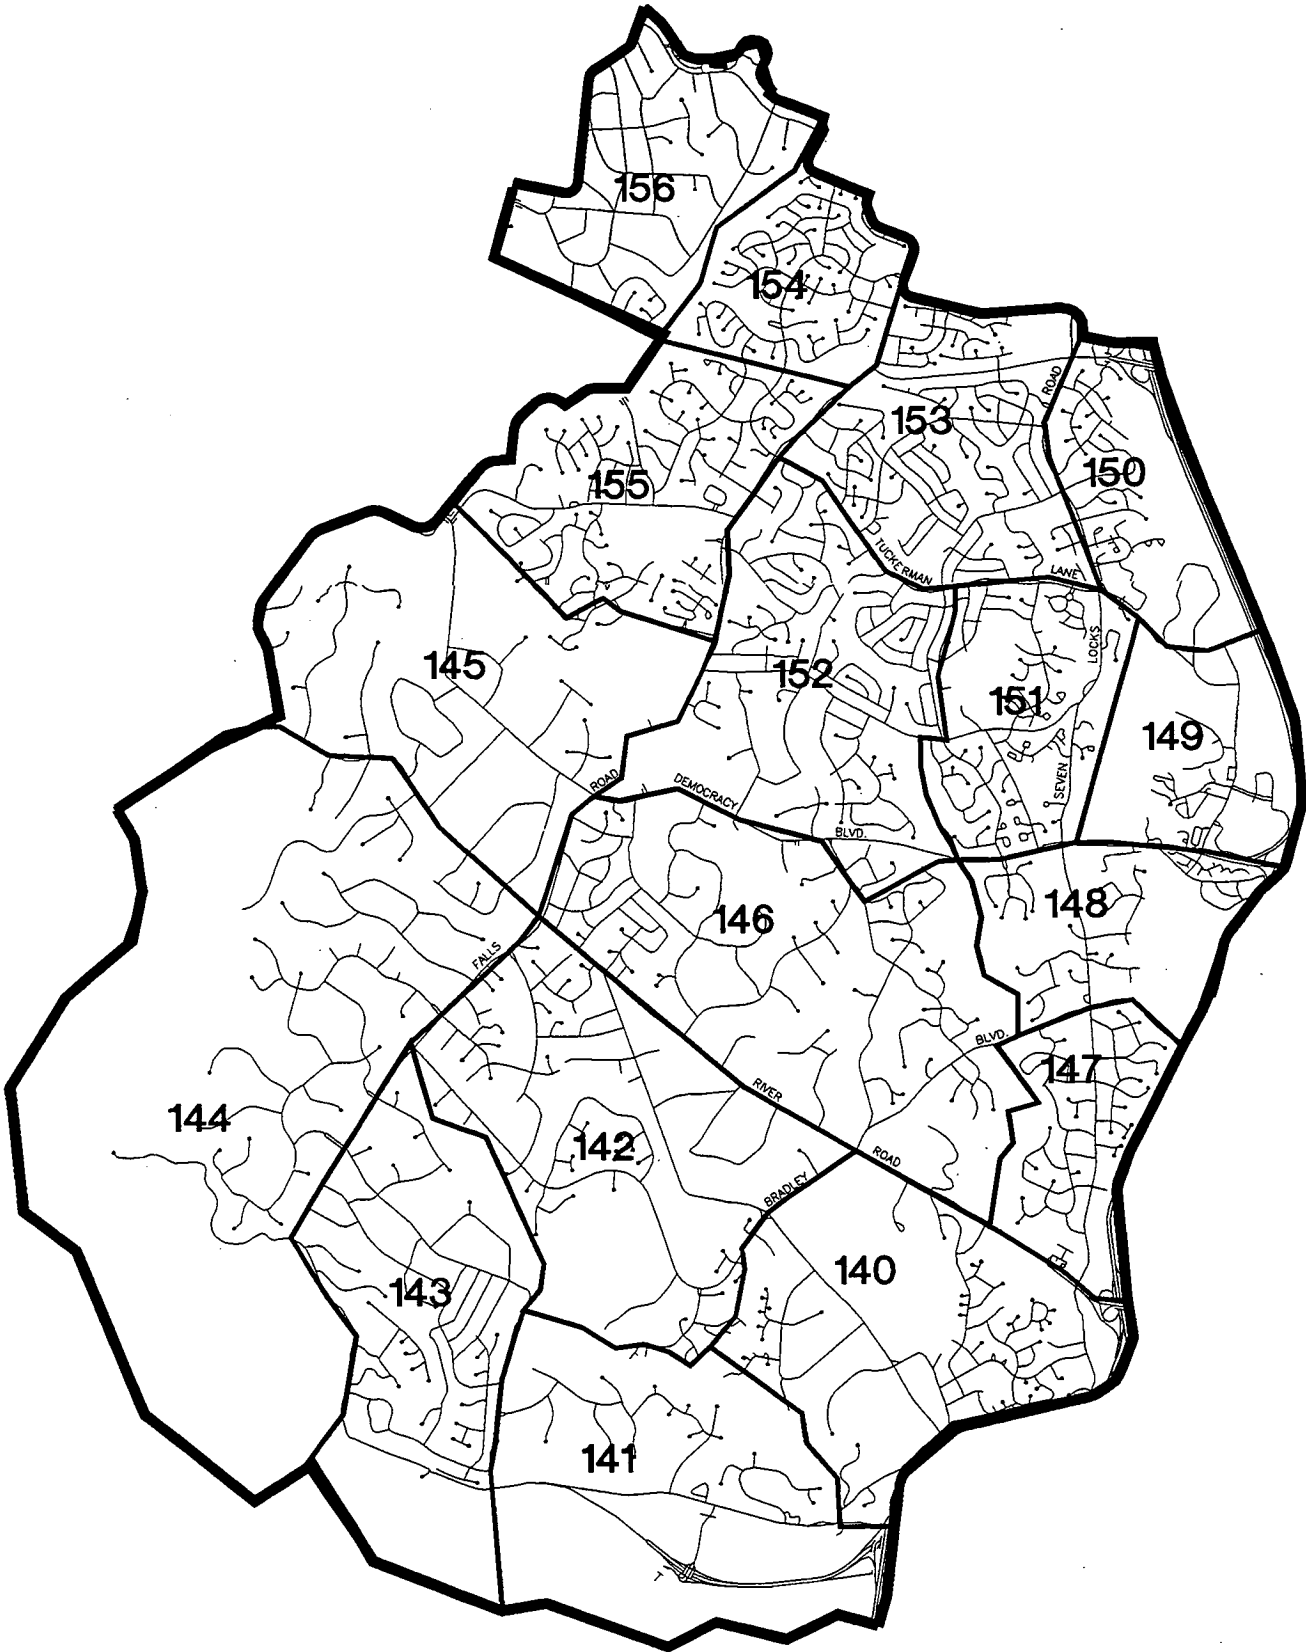 156
154
ROAD
153
150
155
TUCKERMAN
LANE
LOCKS
145
152
151
149
SEVEN
ROAD
DEMOCRACY
BLVD.
148
146
FALLS
BLVD.
147
RIVER
144
142
ROAD
BRADLEY
140
143
141